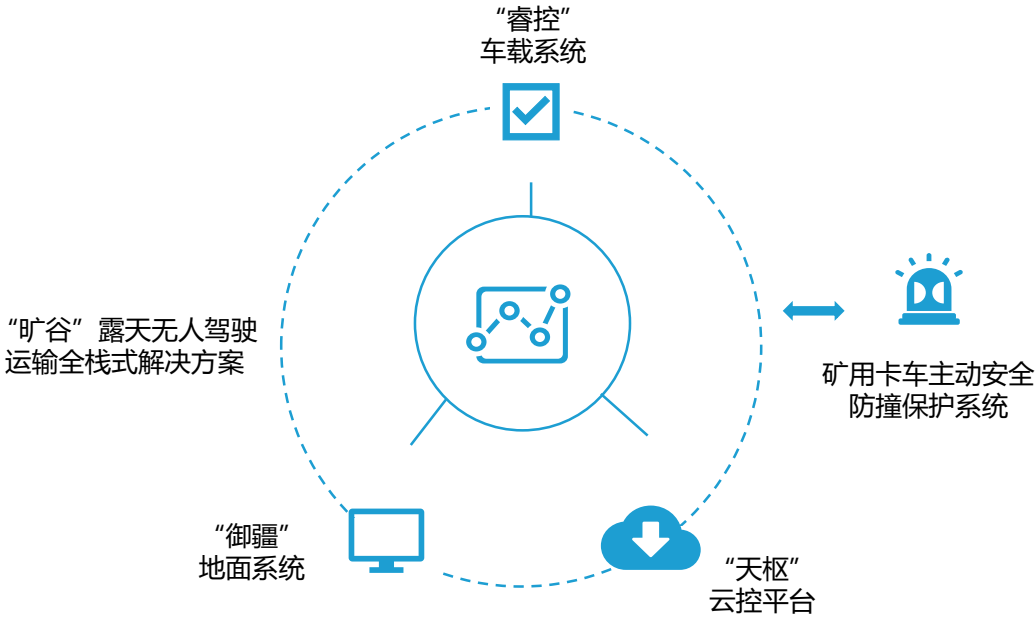 “睿控”
车载系统
“旷谷”露天无人驾驶
运输全栈式解决方案
矿用卡车主动安全
防撞保护系统
“御疆”
地面系统
“天枢”
云控平台